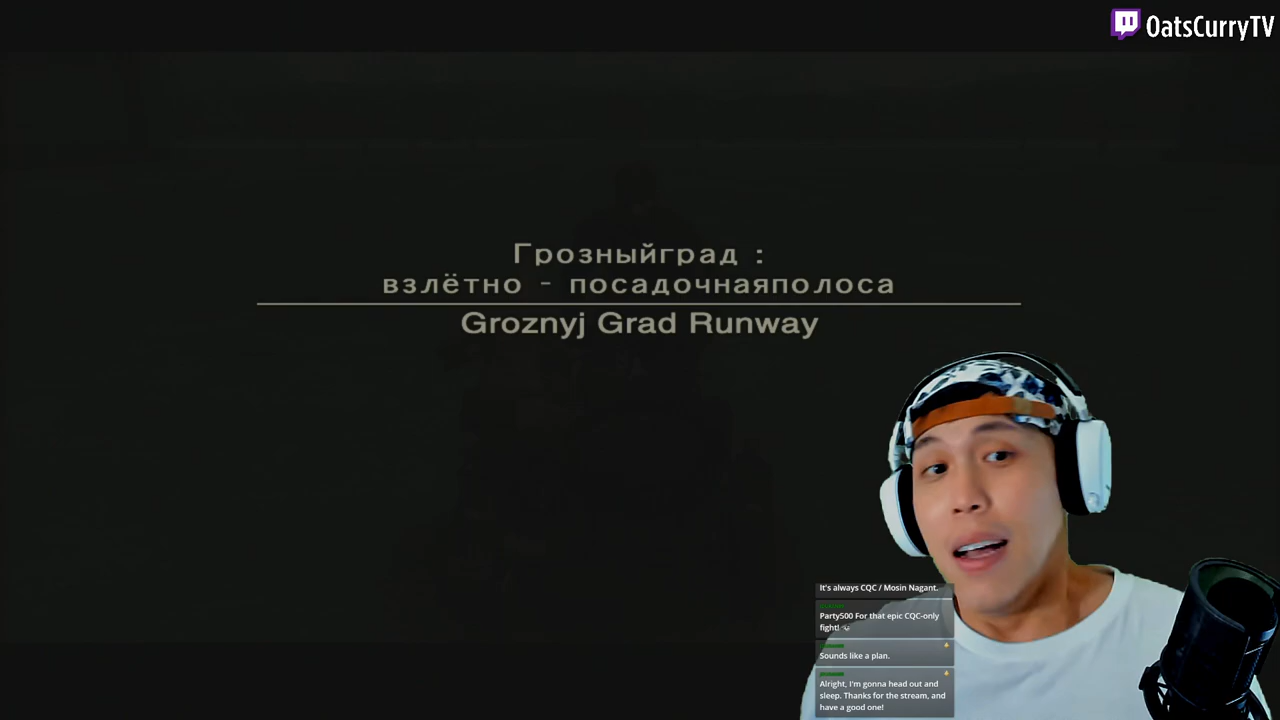 OatsCurryTV
Грозныйград :
взлётно - посадочнаяполоса
Groznyj Grad Runway
It's always CQC / Mosin Nagant.
Party500 For that epic CQC-only
fight!
Sounds like a plan.
Alright, I'm gonna head out and
sleep. Thanks for the stream, and
have a good one!